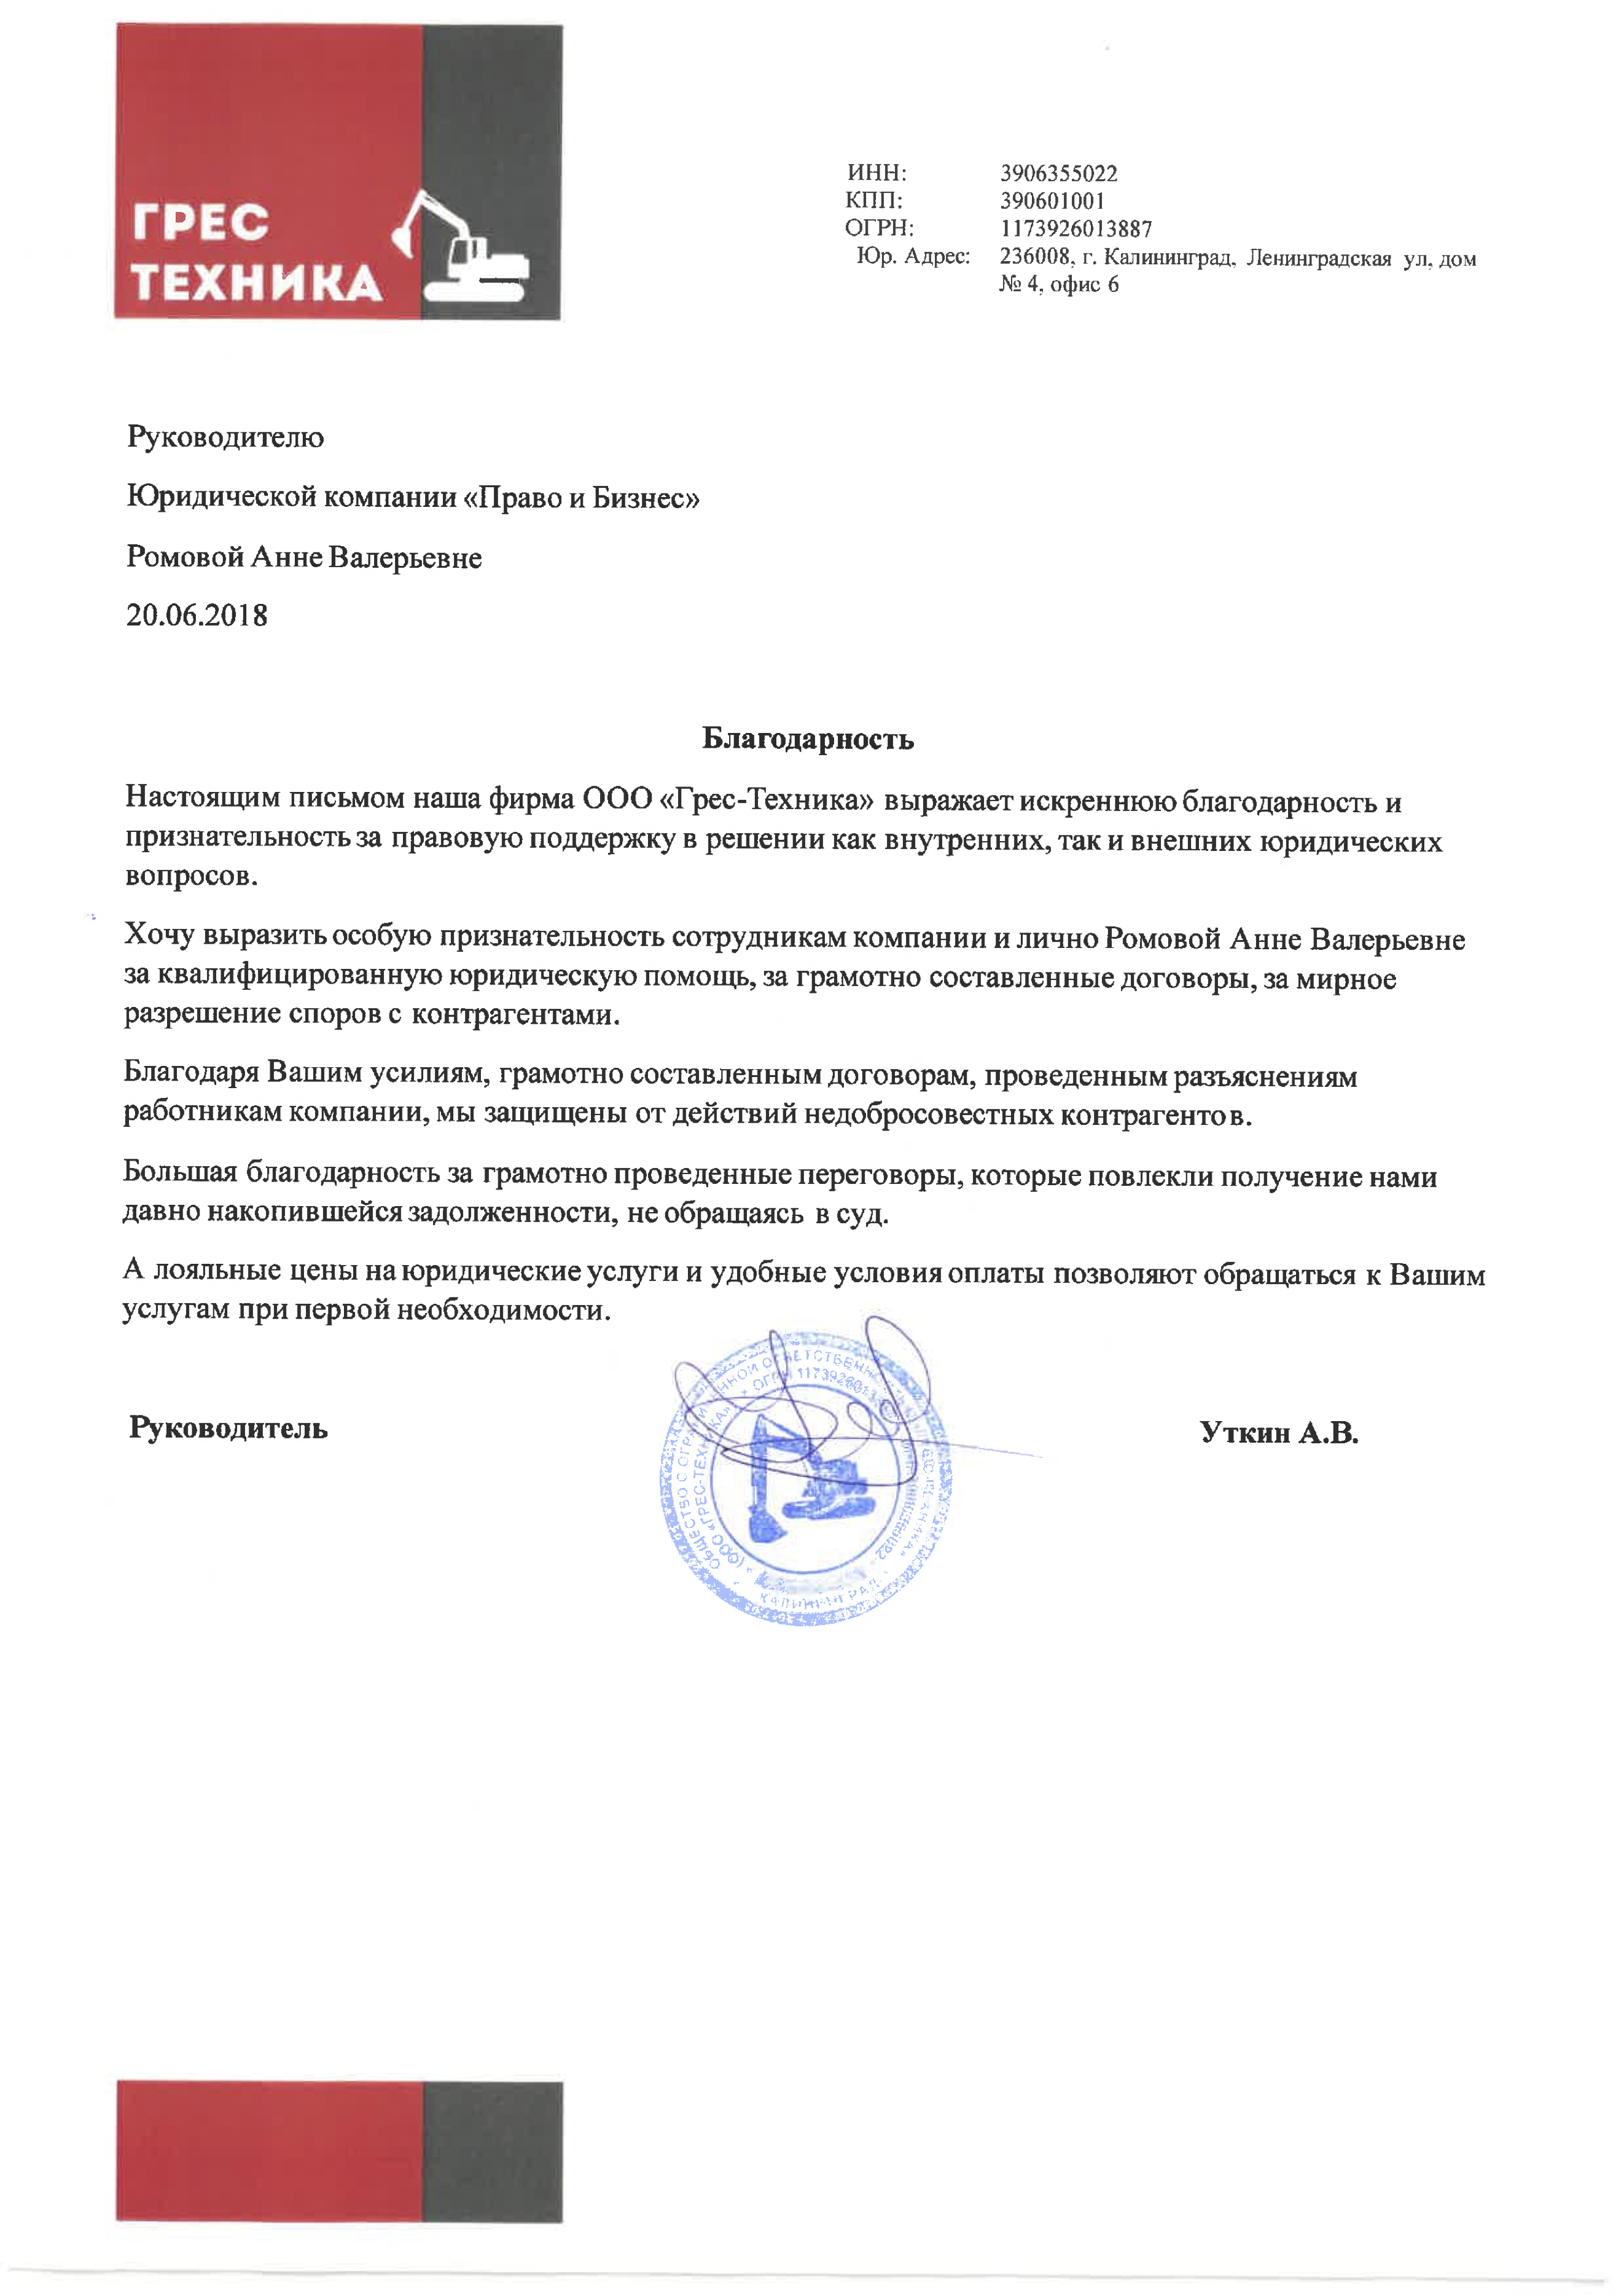 ГРЕС
ТЕХНИКА
ИНН: 3906355022
КПП: 390601001
ОГРН: 1173926013887
Юр. Адрес: 236008, г. Калининград, Ленинградская ул, дом
№ 4, офис 6
Руководителю
Юридической компании «Право и Бизнес»
Ромовой Анне Валерьевне
20.06.2018
Благодарность
Настоящим письмом наша фирма ООО «Грес-Техника» выражает искреннюю благодарность и
признательность за правовую поддержку в решении как внутренних, так и внешних юридических
вопросов.
Хочу выразить особую признательность сотрудникам компании и лично Ромовой Анне Валерьевне
за квалифицированную юридическую помощь, за грамотно составленные договоры, за мирное
разрешение споров с контрагентами.
Благодаря Вашим усилиям, грамотно составленным договорам, проведенным разъяснениям
работникам компании, мы защищены от действий недобросовестных контрагентов.
Большая благодарность за грамотно проведенные переговоры, которые повлекли получение нами
давно накопившейся задолженности, не обращаясь в суд.
А лояльные цены на юридические услуги и удобные условия оплаты позволяют обращаться к Вашим
услугам при первой необходимости.
Руководитель
Уткин А.В.
ОБЩЕСТВО С
(ООО «ГРЕС-ТЕХНИКА»
ОГРН
КАЛИНИНГРАД